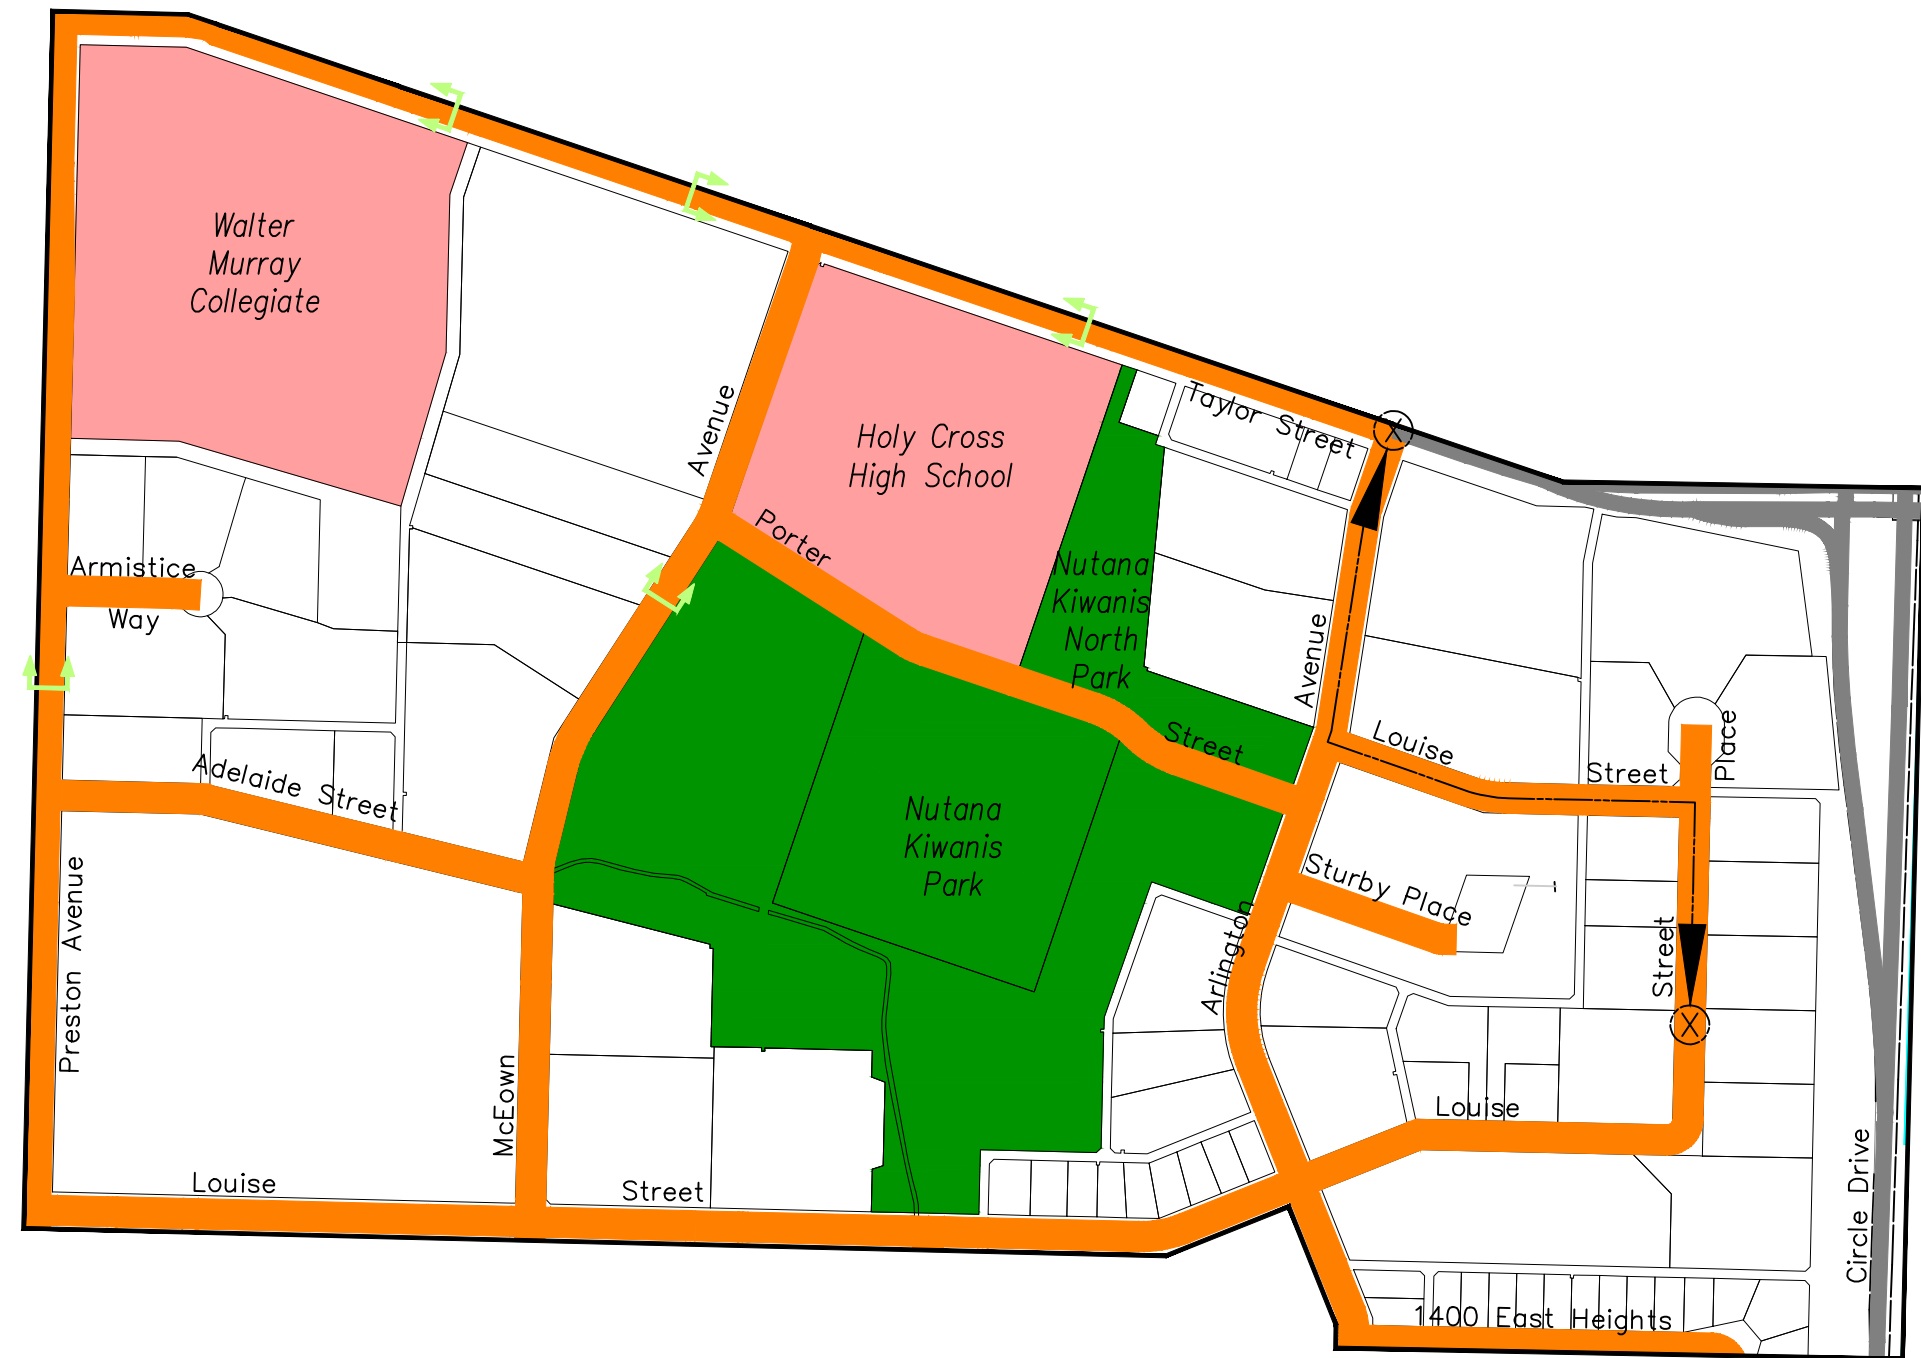 Walter
Murray
Collegiate
Avenue
Holy Cross
High School
Taylor Street
X
Porter
Nutana
Kiwanis
North
Park
Armistice
Way
Avenue
Street
Louise
Street
Place
Adelaide Street
Nutana
Kiwanis
Park
Sturby Place
Preston Avenue
Arlington
Street
X
McEown
Louise
Louise
Street
Circle Drive
1400 East Heights